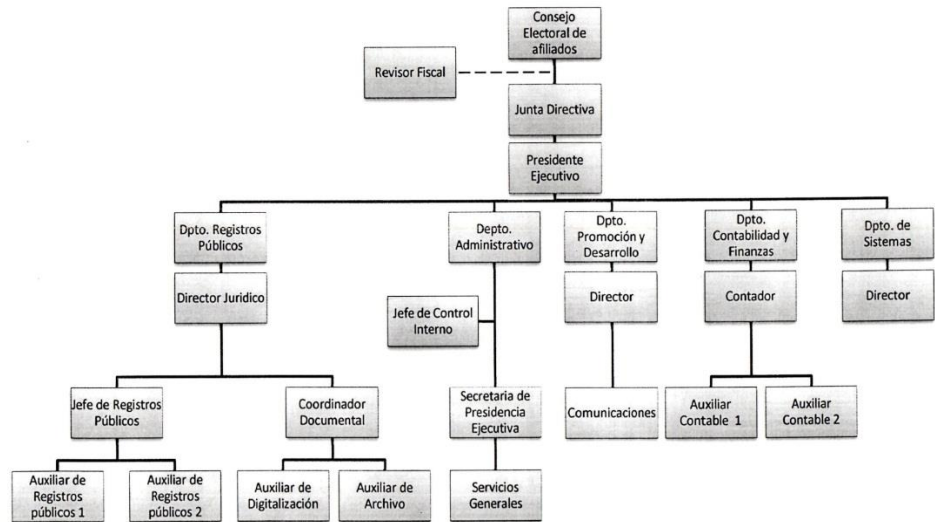 Consejo
Electoral de
afiliados
Revisor Fiscal
Junta Directiva
Presidente
Ejecutivo
Dpto. Registros
Públicos
Depto.
Administrativo
Dpto.
Promoción y
Desarrollo
Dpto.
Contabilidad y
Finanzas
Dpto. de
Sistemas
Director Juridico
Jefe de Control
Interno
Director
Contador
Director
Jefe de Registros
Públicos
Coordinador
Documental
Secretaria de
Presidencia
Ejecutiva
Comunicaciones
Auxiliar
Contable 1
Auxiliar
Contable 2
Auxiliar de
Registros
públicos 1
Auxiliar de
Registros
públicos 2
Auxiliar de
Digitalización
Auxiliar de
Archivo
Servicios
Generales